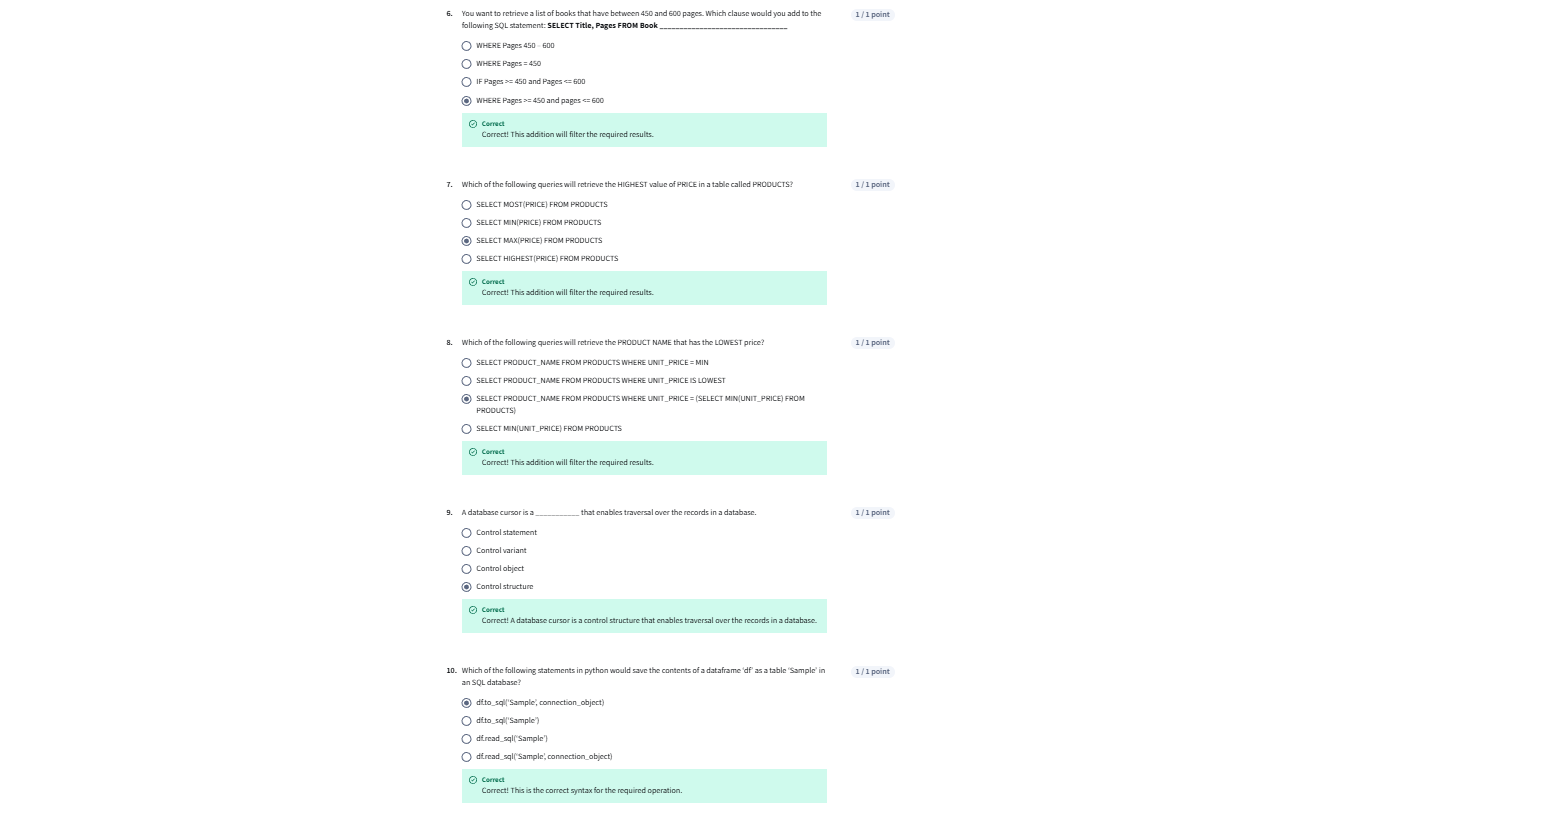 6. You want to retrieve a list of books that have between 450 and 600 pages. Which clause would you add to the 1 / 1 point
following SQL statement: SELECT Title, Pages FROM Book ________________________________
WHERE Pages 450 - 600
WHERE Pages = 450
IF Pages >= 450 and Pages <= 600
WHERE Pages >= 450 and pages <= 600
Correct
Correct! This addition will filter the required results.
7. Which of the following queries will retrieve the HIGHEST value of PRICE in a table called PRODUCTS? 1 / 1 point
SELECT MOST(PRICE) FROM PRODUCTS
SELECT MIN(PRICE) FROM PRODUCTS
SELECT MAX(PRICE) FROM PRODUCTS
SELECT HIGHEST(PRICE) FROM PRODUCTS
Correct
Correct! This addition will filter the required results.
8. Which of the following queries will retrieve the PRODUCT NAME that has the LOWEST price? 1 / 1 point
SELECT PRODUCT_NAME FROM PRODUCTS WHERE UNIT_PRICE = MIN
SELECT PRODUCT_NAME FROM PRODUCTS WHERE UNIT_PRICE IS LOWEST
SELECT PRODUCT_NAME FROM PRODUCTS WHERE UNIT_PRICE = (SELECT MIN(UNIT_PRICE) FROM
PRODUCTS)
SELECT MIN(UNIT_PRICE) FROM PRODUCTS
Correct
Correct! This addition will filter the required results.
9. A database cursor is a ___________ that enables traversal over the records in a database. 1 / 1 point
Control statement
Control variant
Control object
Control structure
Correct
Correct! A database cursor is a control structure that enables traversal over the records in a database.
10. Which of the following statements in python would save the contents of a dataframe 'df' as a table 'Sample' in 1 / 1 point
an SQL database?
df.to_sql('Sample', connection_object)
df.to_sql('Sample')
df.read_sql('Sample')
df.read_sql('Sample', connection_object)
Correct
Correct! This is the correct syntax for the required operation.